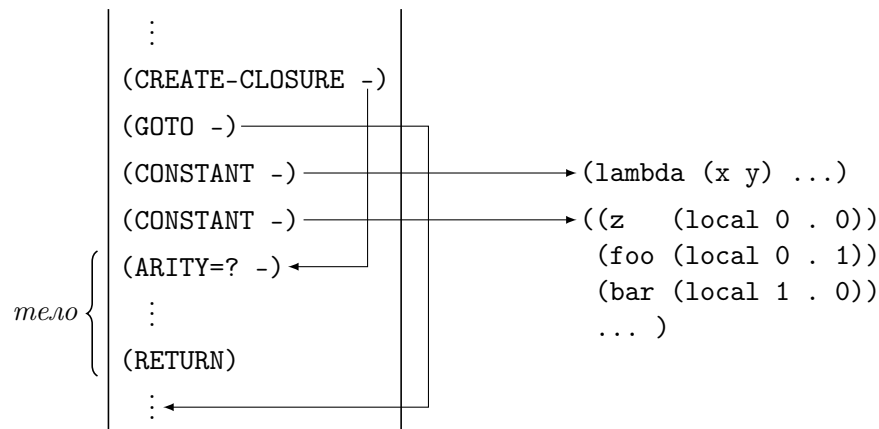 ⋮
(CREATE-CLOSURE -)
(GOTO -)
(CONSTANT -) (lambda (x y) ...)
(CONSTANT -) ((z (local 0 . 0))
(ARITY=? -) (foo (local 0 . 1))
(bar (local 1 . 0))
тело ⋮ ... )
(RETURN)
⋮